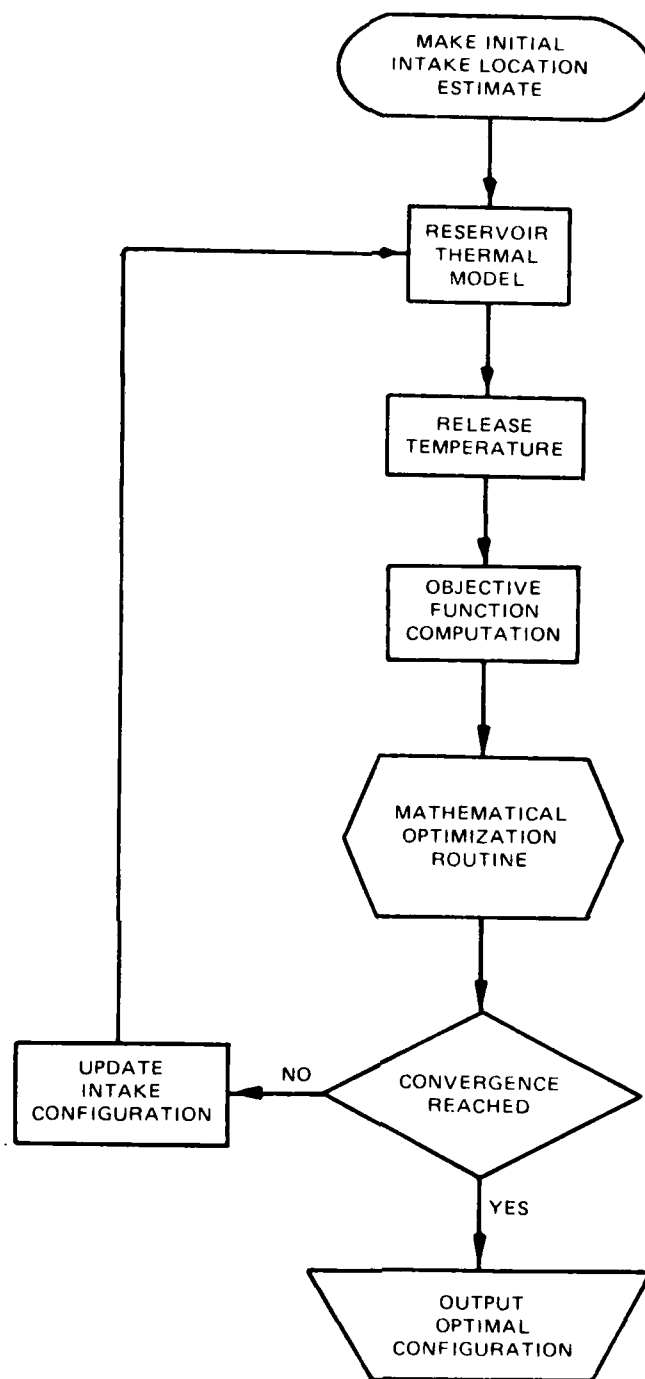 MAKE INITIAL
INTAKE LOCATION
ESTIMATE
RESERVOIR
THERMAL
MODEL
RELEASE
TEMPERATURE
OBJECTIVE
FUNCTION
COMPUTATION
MATHEMATICAL
OPTIMIZATION
ROUTINE
CONVERGENCE
REACHED
NO
UPDATE
INTAKE
CONFIGURATION
YES
OUTPUT
OPTIMAL
CONFIGURATION